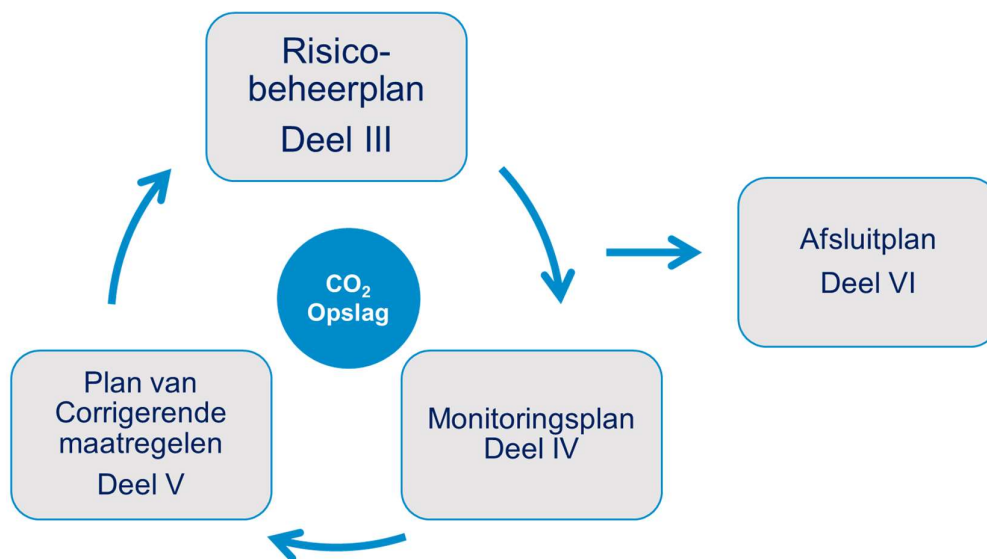 Risico-
beheerplan
Deel III
Afsluitplan
Deel VI
CO₂
Opslag
Plan van
Corrigerende
maatregelen
Deel V
Monitoringsplan
Deel IV